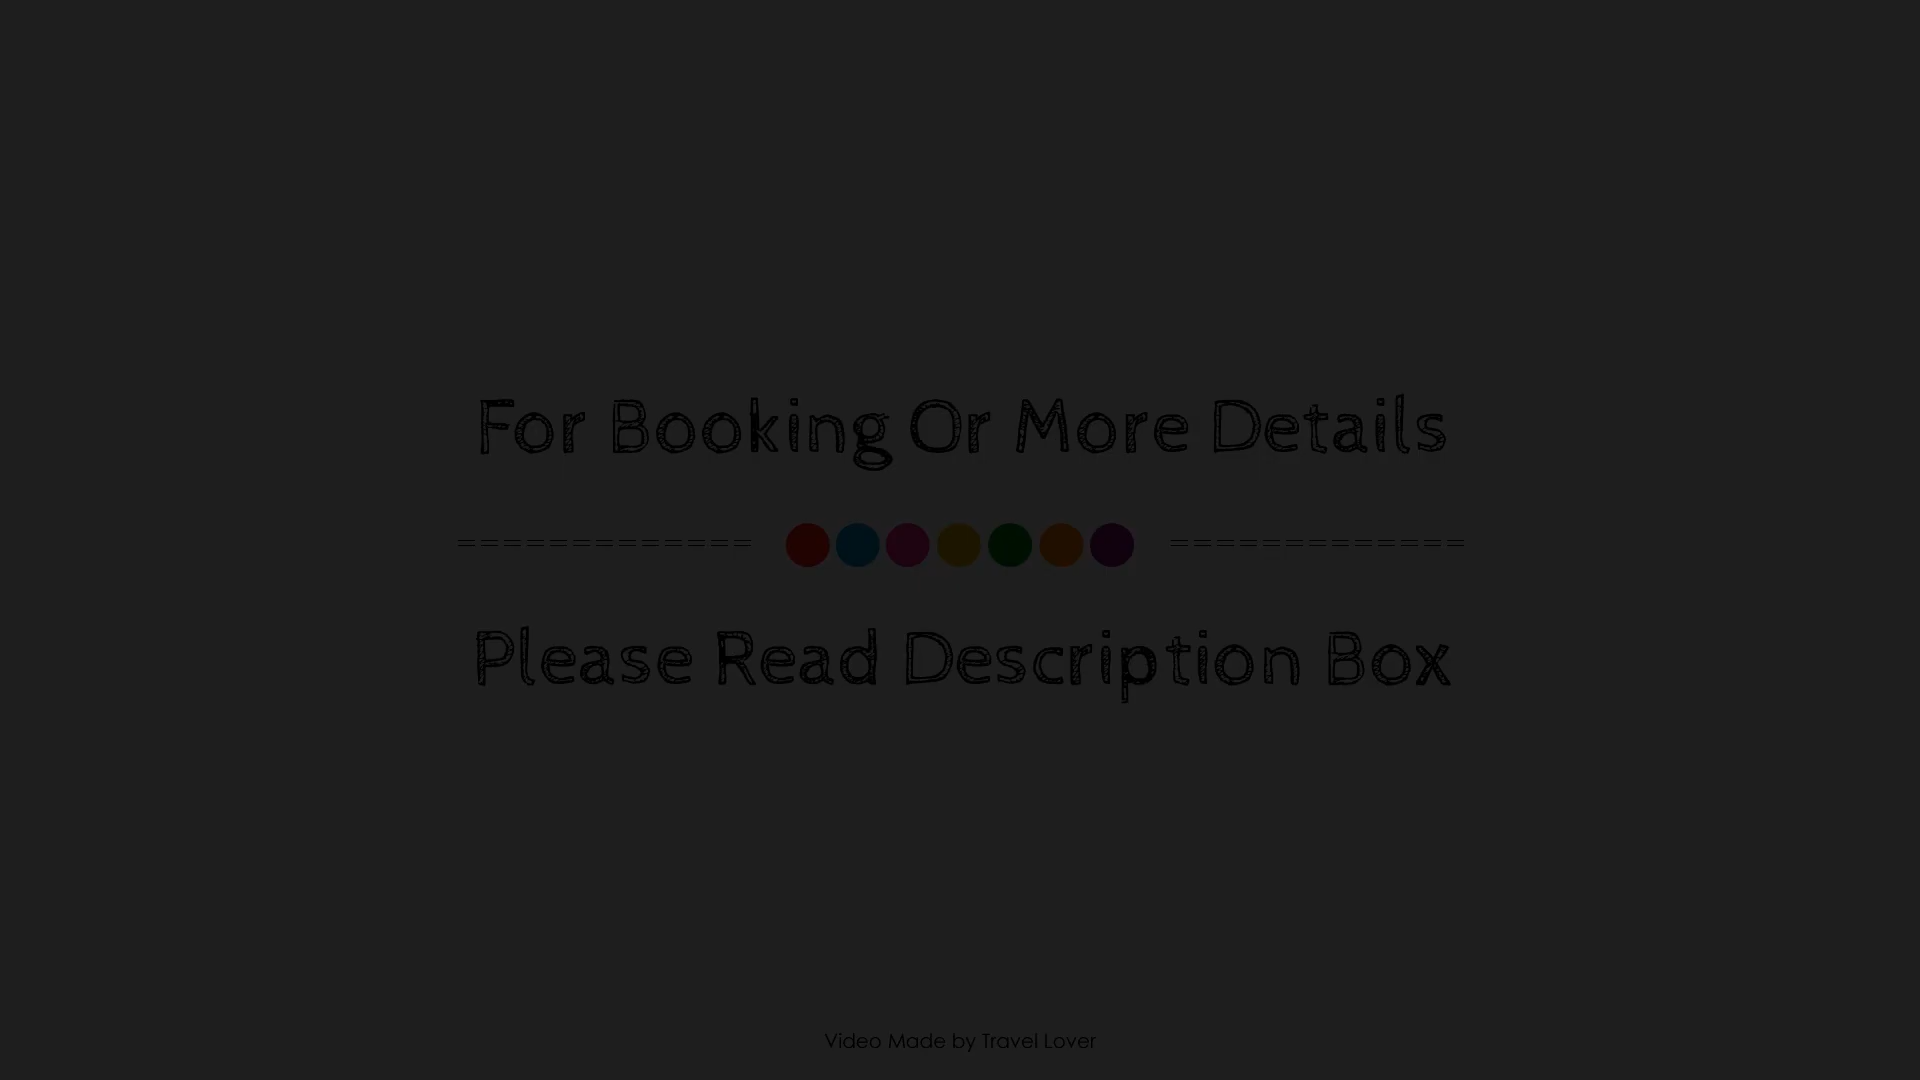 For Booking Or More Details
============= =============
Please Read Description Box
Video Made by Travel Lover